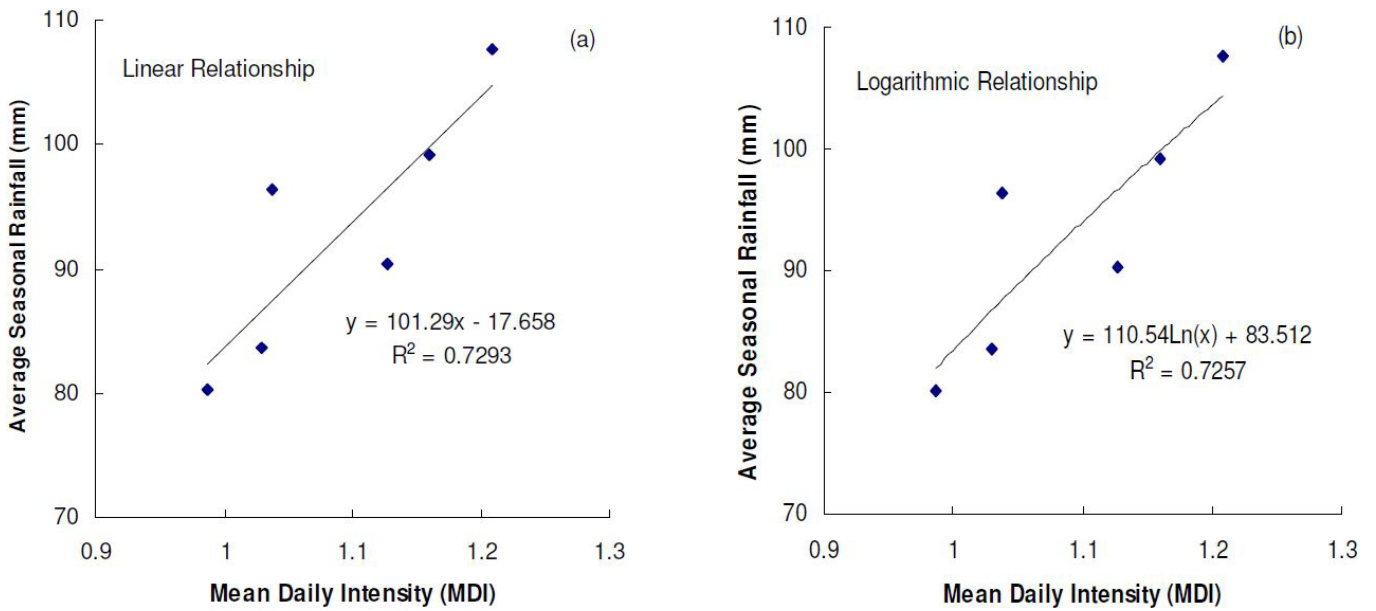 (a)
Linear Relationship
Average Seasonal Rainfall (mm)
110
100
90
80
70
y = 101.29x - 17.658
R² = 0.7293
0.9 1 1.1 1.2 1.3
Mean Daily Intensity (MDI)
(b)
Logarithmic Relationship
Average Seasonal Rainfall (mm)
110
100
90
80
70
y = 110.54Ln(x) + 83.512
R² = 0.7257
0.9 1 1.1 1.2 1.3
Mean Daily Intensity (MDI)